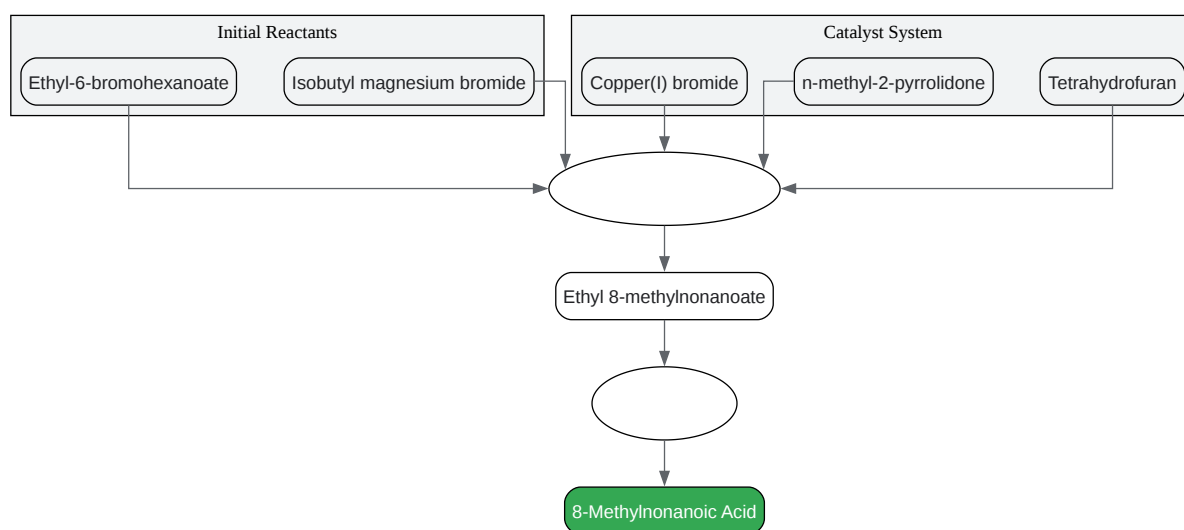 Initial Reactants
Catalyst System
Ethyl-6-bromohexanoate
Isobutyl magnesium bromide
Copper(I) bromide
n-methyl-2-pyrrolidone
Tetrahydrofuran
Ethyl 8-methylnonanoate
8-Methylnonanoic Acid